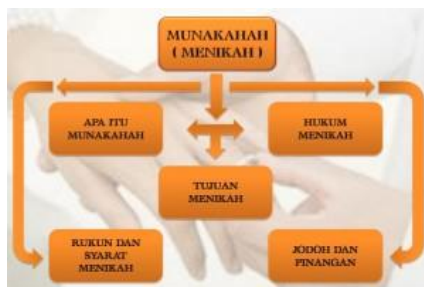 MUNAKAHAH
( MENIKAH )
APA ITU
MUNAKAHAH
HUKUM
MENIKAH
TUJUAN
MENIKAH
RUKUN DAN
SYARAT
MENIKAH
JODOH DAN
PINANGAN